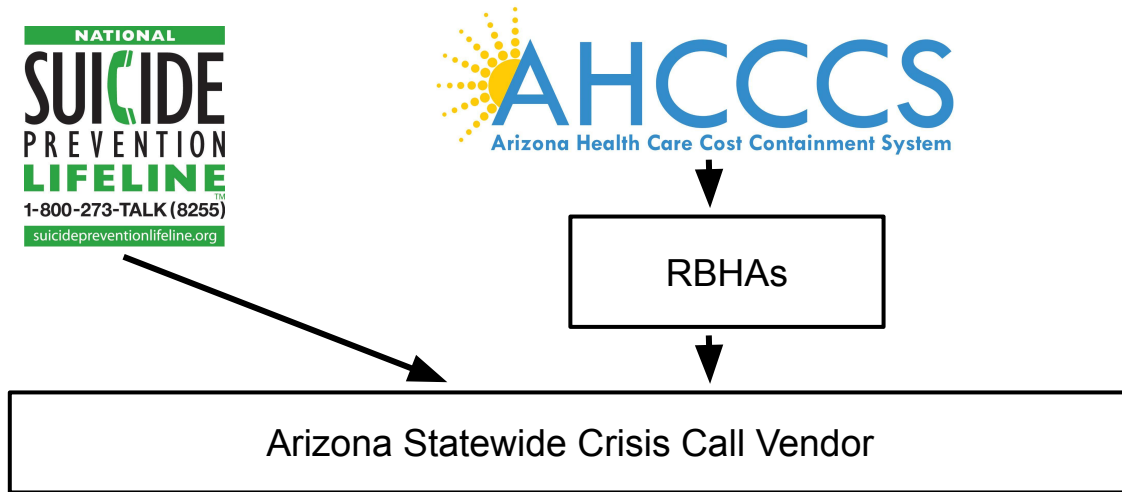 NATIONAL
SUICIDE
PREVENTION
LIFELINE™
1-800-273-TALK (8255)
suicidepreventionlifeline.org
AHCCCS
Arizona Health Care Cost Containment System
RBHAs
Arizona Statewide Crisis Call Vendor